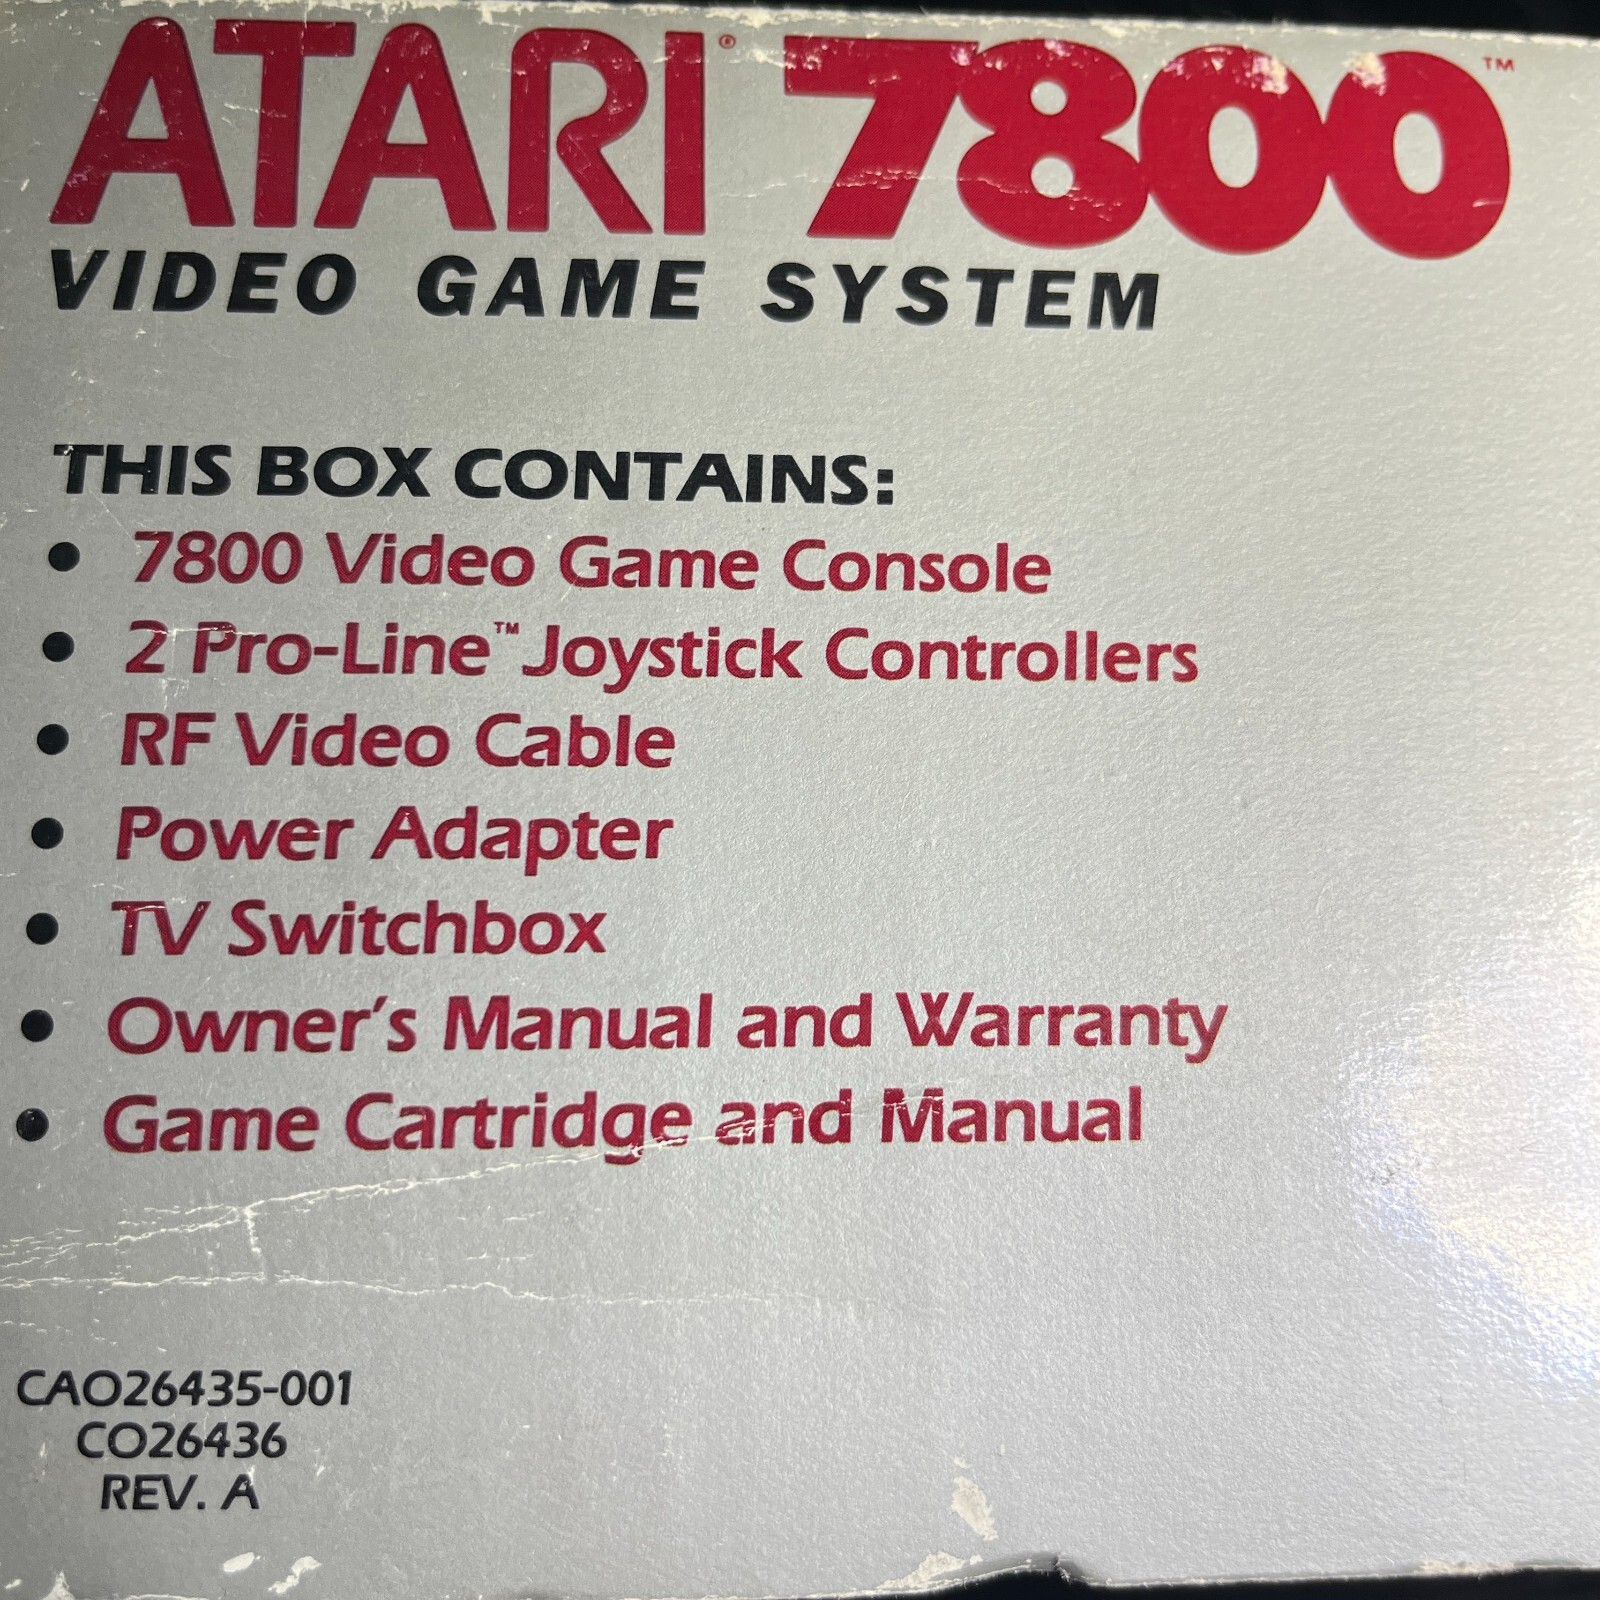 ATARI® 7800™
VIDEO GAME SYSTEM
THIS BOX CONTAINS:
• 7800 Video Game Console
• 2 Pro-Line™ Joystick Controllers
• RF Video Cable
• Power Adapter
• TV Switchbox
• Owner's Manual and Warranty
• Game Cartridge and Manual
CAO26435-001
CO26436
REV. A